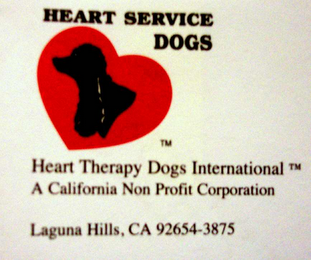 HEART SERVICE
DOGS
TM
Heart Therapy Dogs International TM
A California Non Profit Corporation
Laguna Hills, CA 92654-3875